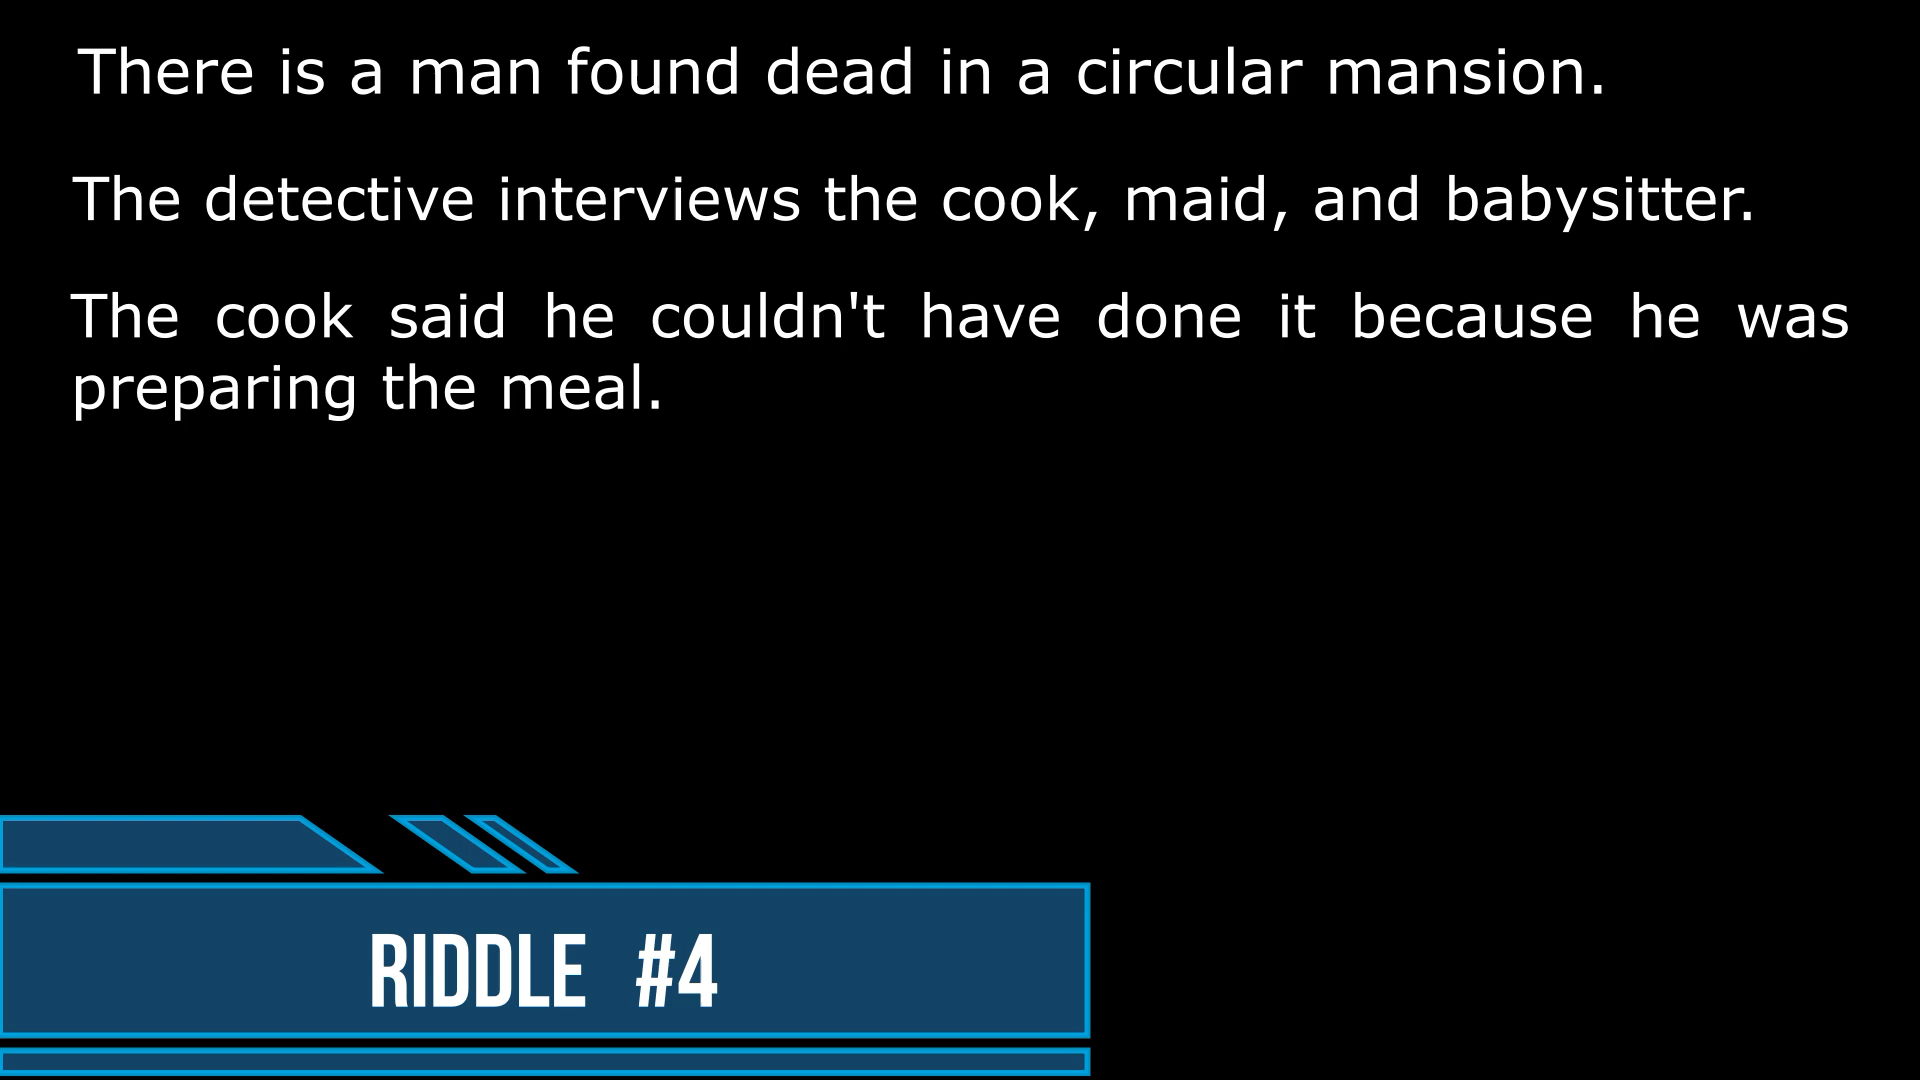 There is a man found dead in a circular mansion.
The detective interviews the cook, maid, and babysitter.
The cook said he couldn't have done it because he was
preparing the meal.
RIDDLE #4